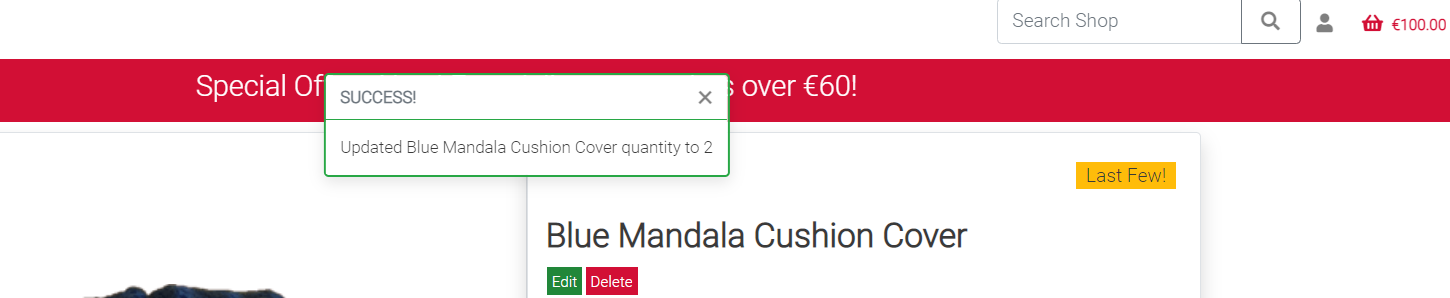 Search Shop
€100.00
Special Of
s over €60!
SUCCESS!
Updated Blue Mandala Cushion Cover quantity to 2
Last Few!
Blue Mandala Cushion Cover
Edit Delete